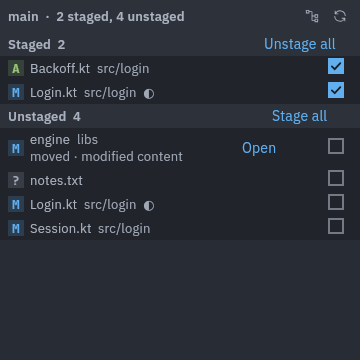 main · 2 staged, 4 unstaged
Staged 2 Unstage all
A Backoff.kt src/login
M Login.kt src/login
Unstaged 4 Stage all
M engine libs
moved · modified content Open
? notes.txt
M Login.kt src/login
M Session.kt src/login